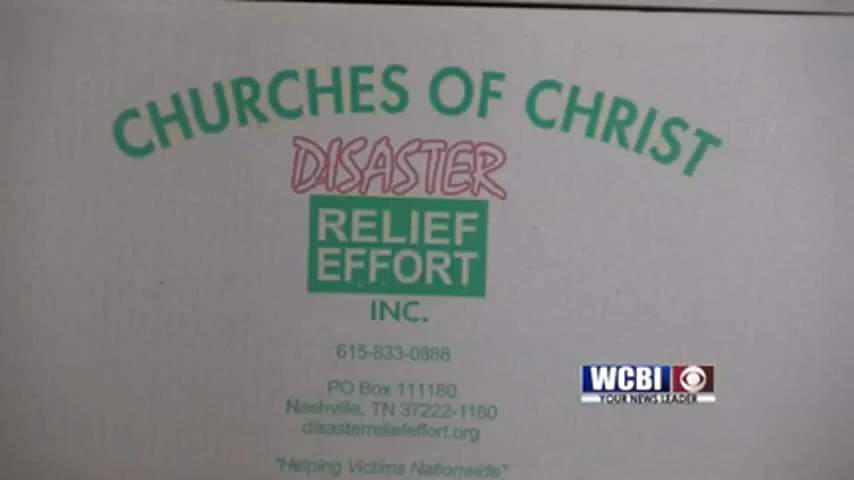 CHURCHES OF CHRIST
DISASTER
RELIEF
EFFORT
INC.
615-833-0888
PO Box 111180
Nashville, TN 37222-1180
disasterreliefeffort.org
"Helping Victims Nationwide"
WCBI
YOUR NEWS LEADER